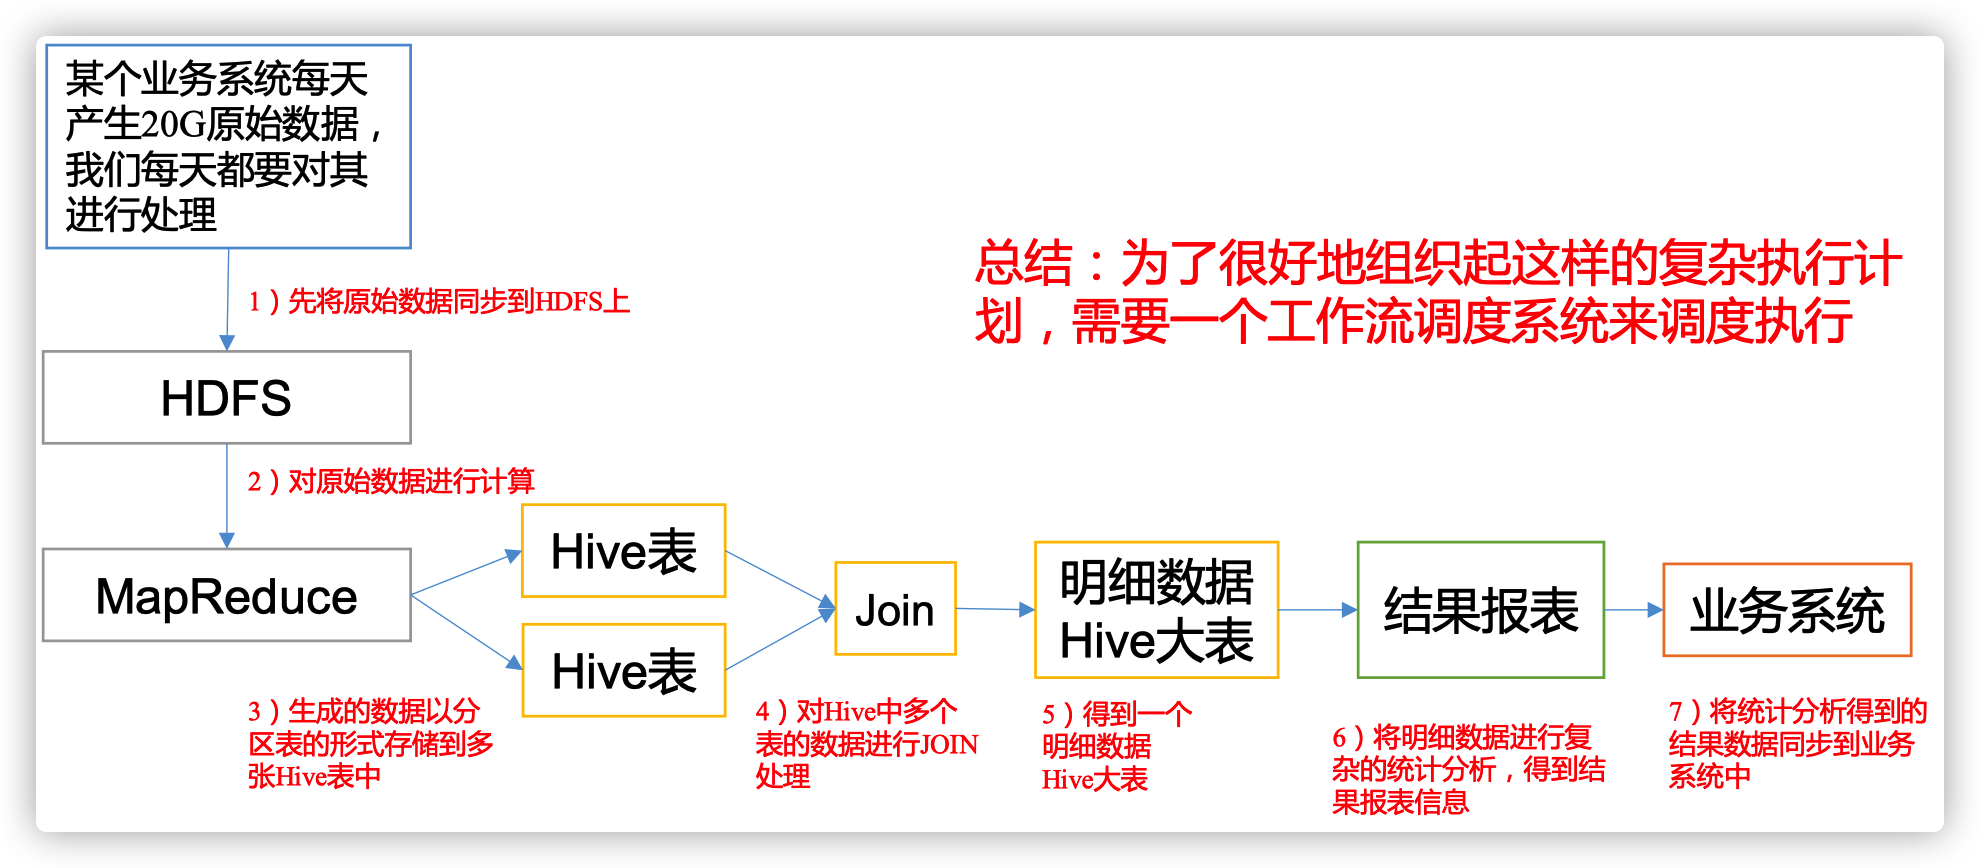 某个业务系统每天
产生20G原始数据，
我们每天都要对其
进行处理
1）先将原始数据同步到HDFS上
总结：为了很好地组织起这样的复杂执行计
划，需要一个工作流调度系统来调度执行
HDFS
2）对原始数据进行计算
MapReduce
Hive表
Hive表
Join
明细数据
Hive大表
结果报表
业务系统
3）生成的数据以分
区表的形式存储到多
张Hive表中
4）对Hive中多个
表的数据进行JOIN
处理
5）得到一个
明细数据
Hive大表
6）将明细数据进行复
杂的统计分析，得到结
果报表信息
7）将统计分析得到的
结果数据同步到业务
系统中